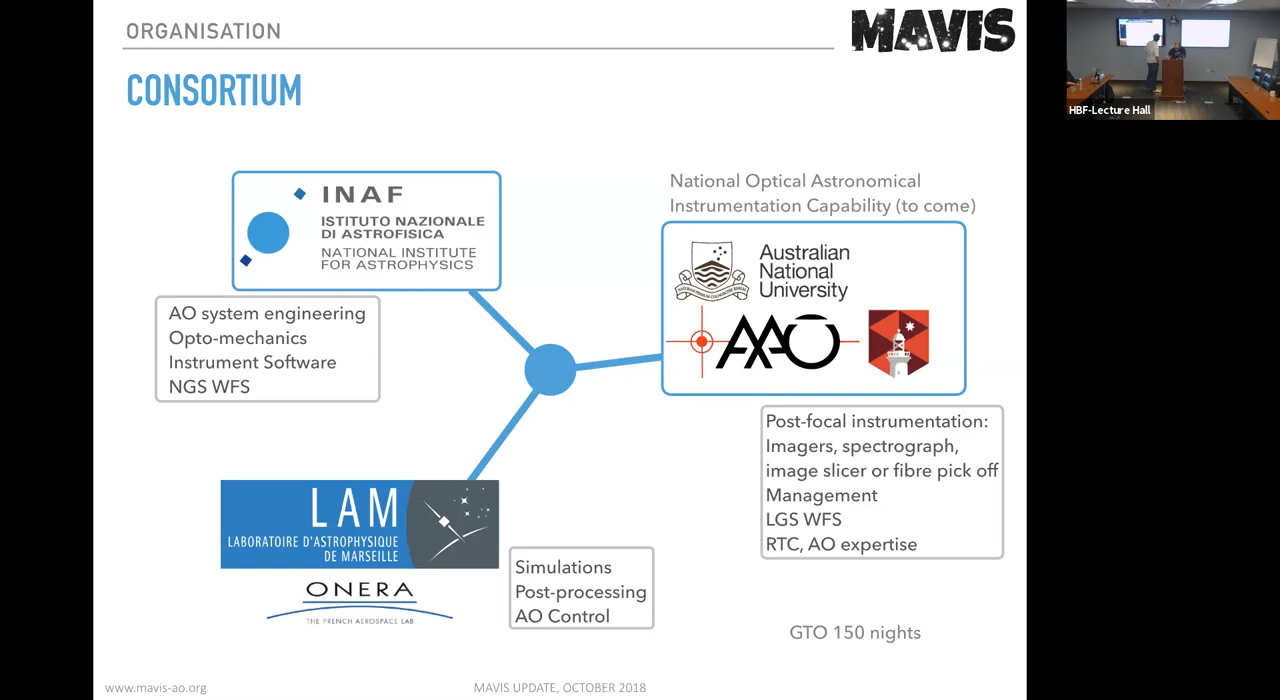 ORGANISATION
MAVIS
CONSORTIUM
INAF
ISTITUTO NAZIONALE
DI ASTROFISICA
NATIONAL INSTITUTE
FOR ASTROPHYSICS
AO system engineering
Opto-mechanics
Instrument Software
NGS WFS
National Optical Astronomical
Instrumentation Capability (to come)
Australian
National
University
AAO
Post-focal instrumentation:
Imagers, spectrograph,
image slicer or fibre pick off
Management
LGS WFS
RTC, AO expertise
LAM
LABORATOIRE D'ASTROPHYSIQUE
DE MARSEILLE
ONERA
THE FRENCH AEROSPACE LAB
Simulations
Post-processing
AO Control
GTO 150 nights
www.mavis-ao.org
MAVIS UPDATE, OCTOBER 2018
HBF-Lecture Hall